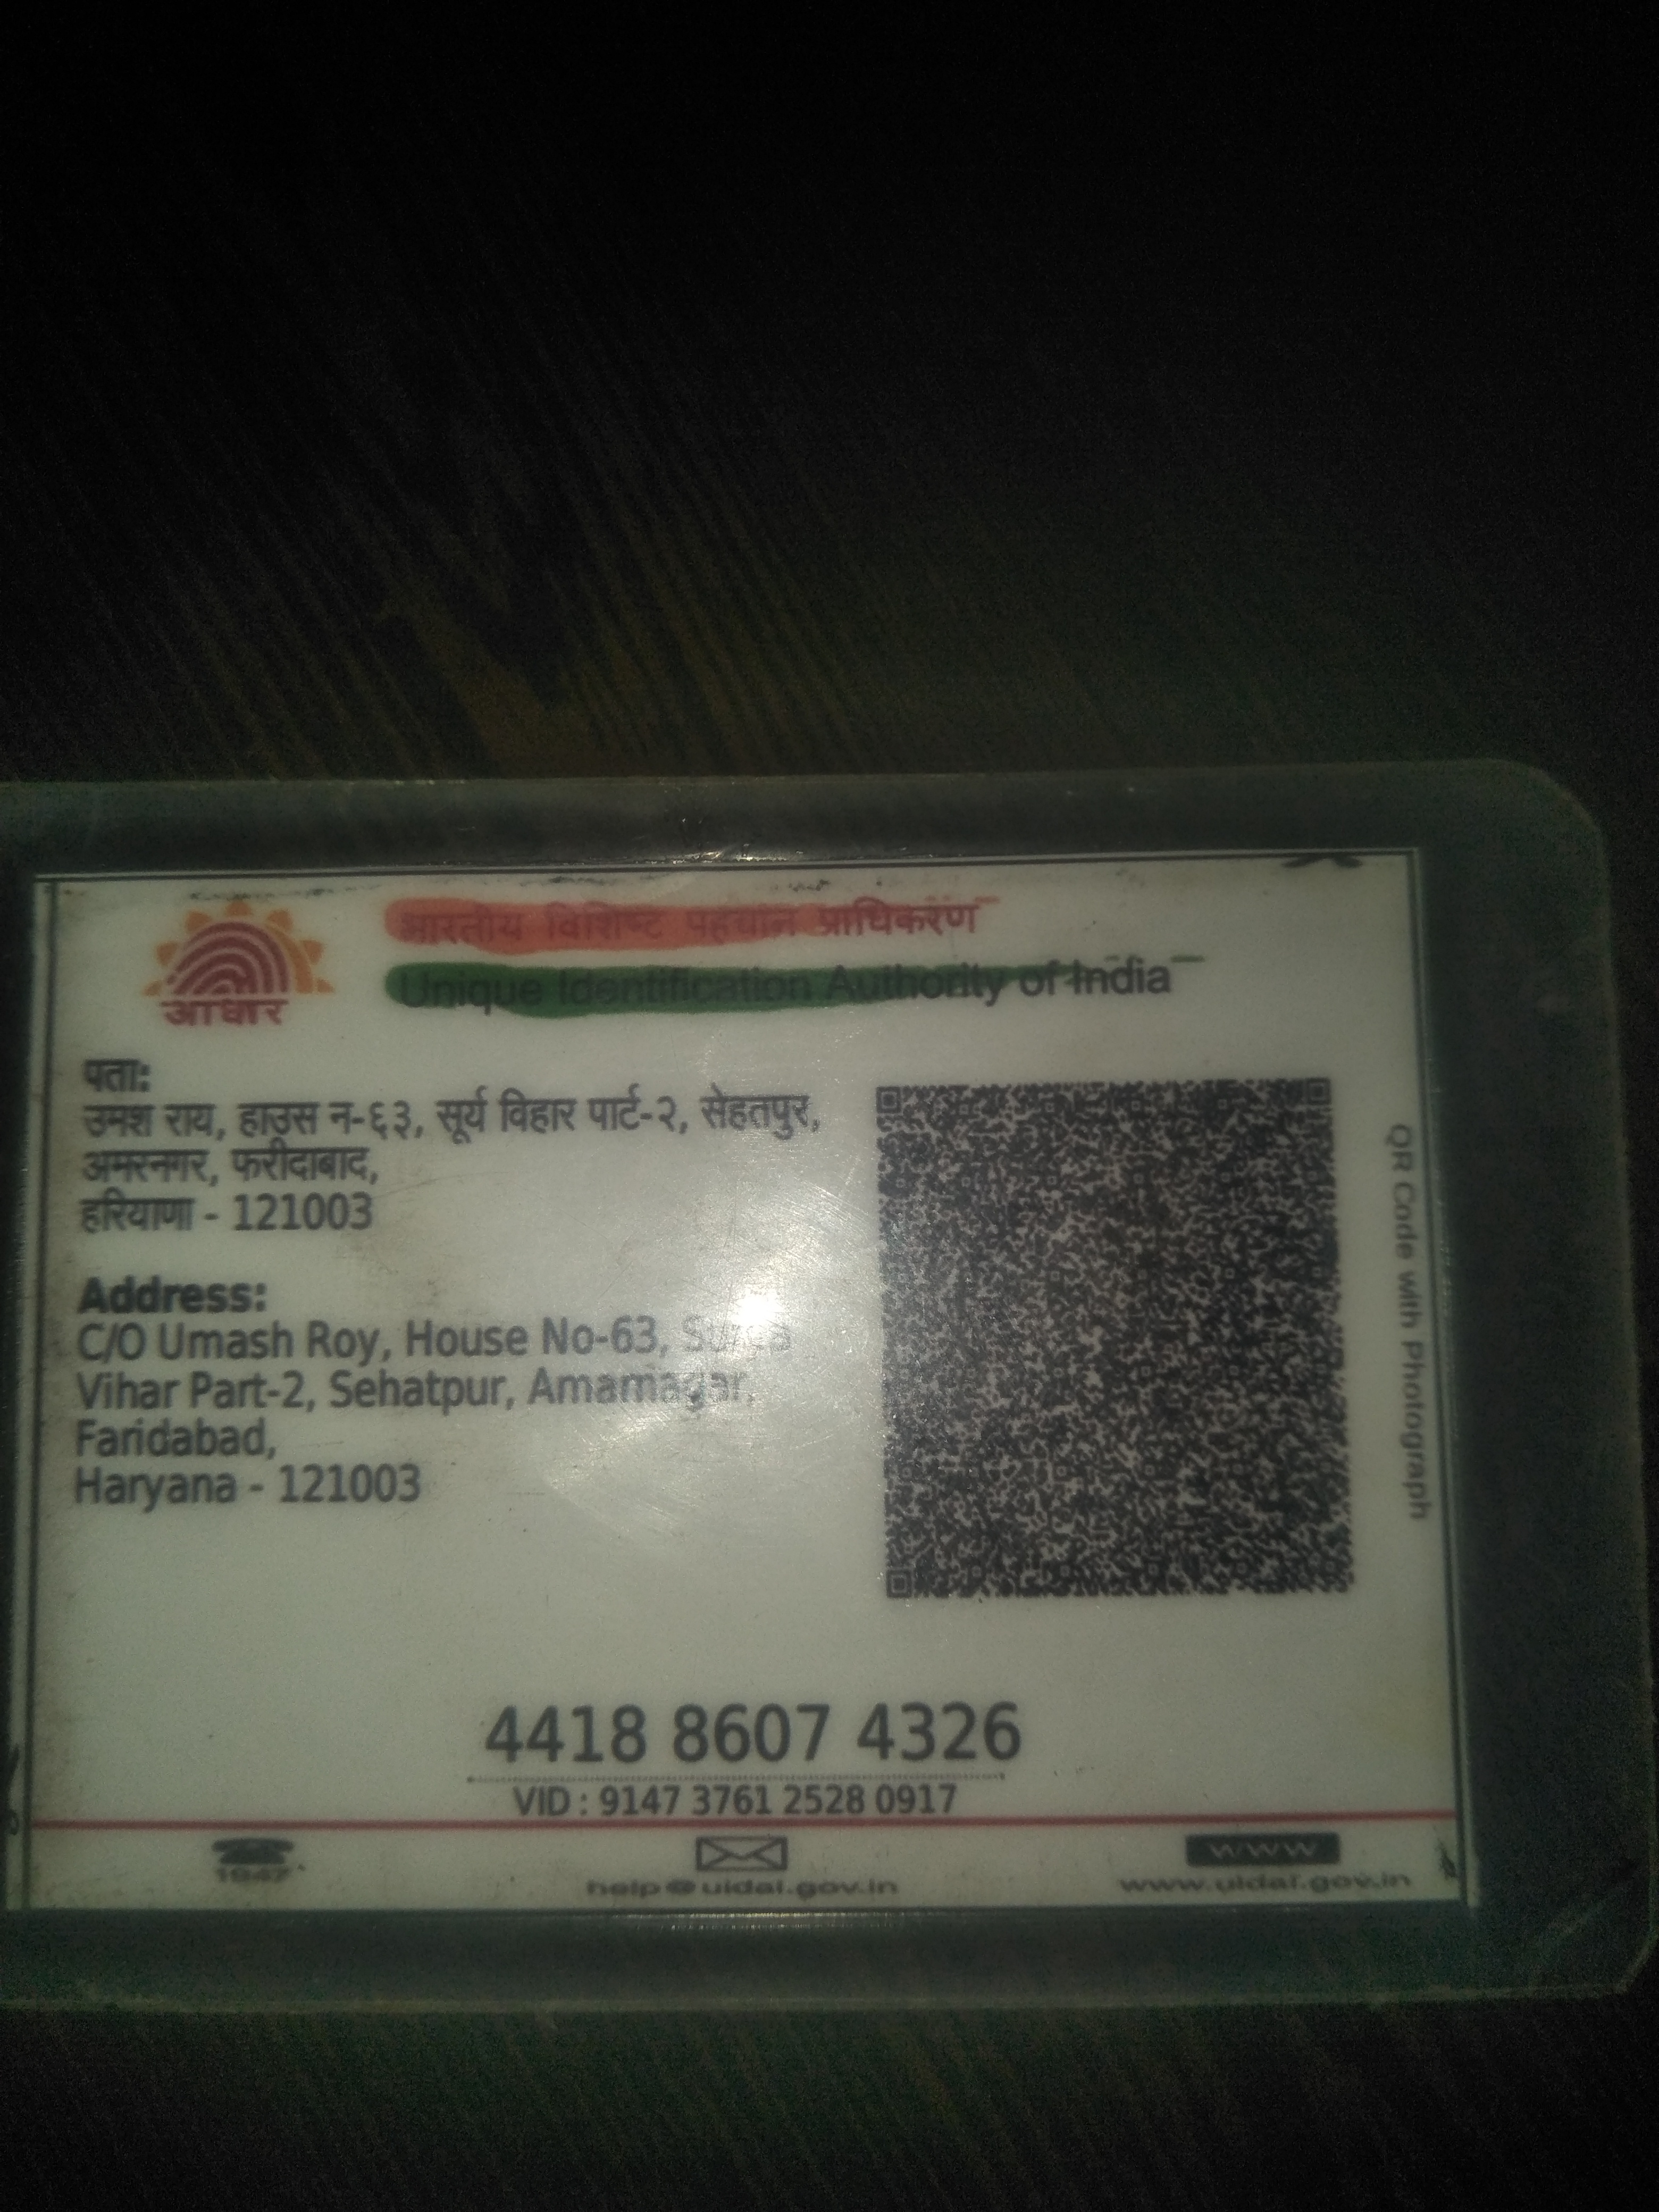 आधार
भारतीय विशिष्ट पहचान प्राधिकरण
Unique Identification Authority of India
पता:
उमश राय, हाउस न-६३, सूर्य विहार पार्ट-२, सेहतपुर,
अमरनगर, फरीदाबाद,
हरियाणा - 121003
Address:
C/O Umash Roy, House No-63, Surya
Vihar Part-2, Sehatpur, Amarnagar,
Faridabad,
Haryana - 121003
QR Code with Photograph
4418 8607 4326
VID : 9147 3761 2528 0917
1947
help@uidai.gov.in
www
www.uidai.gov.in